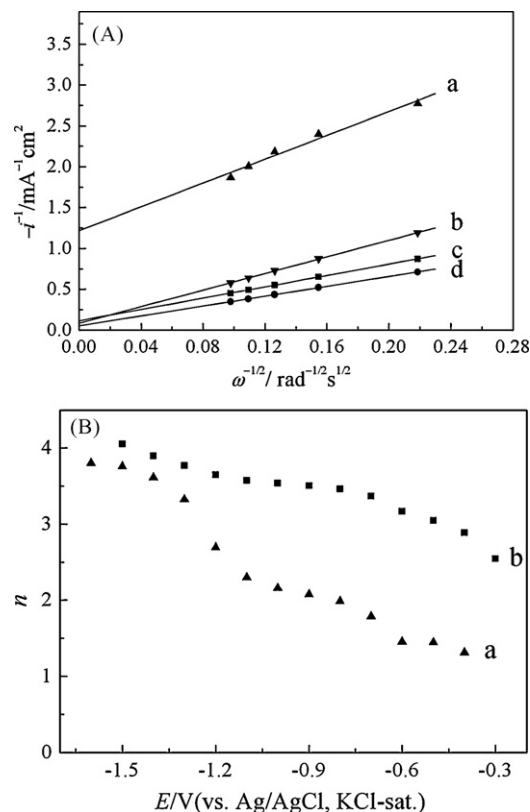 (A)
a
b
c
d
3.5
3.0
2.5
2.0
1.5
1.0
0.5
0.0
0.00 0.04 0.08 0.12 0.16 0.20 0.24 0.28
-i⁻¹/mA⁻¹cm²
ω⁻¹/²/ rad⁻¹/²s¹/²
(B)
b
a
4
3
2
1
0
n
-1.5 -1.2 -0.9 -0.6 -0.3
E/V(vs. Ag/AgCl, KCl-sat.)